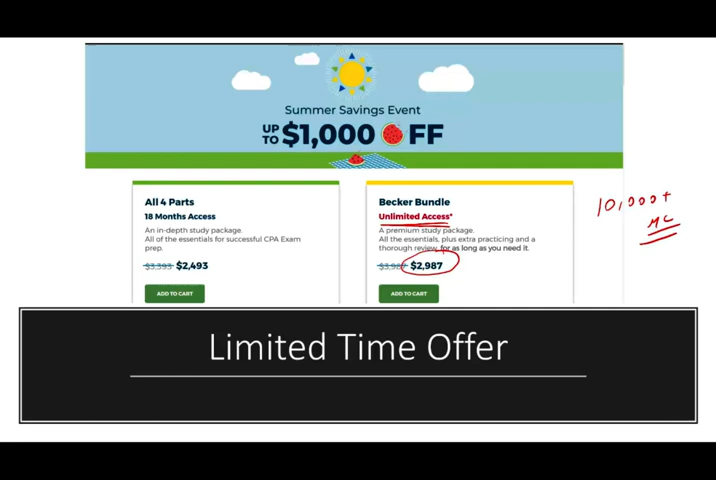 Summer Savings Event
UP TO $1,000 OFF
All 4 Parts
18 Months Access
An in-depth study package.
All of the essentials for successful CPA Exam
prep.
$3,393 $2,493
ADD TO CART
Becker Bundle
Unlimited Access*
A premium study package.
All the essentials, plus extra practicing and a
thorough review, for as long as you need it.
$3,987 $2,987
ADD TO CART
10,000+
MC
Limited Time Offer